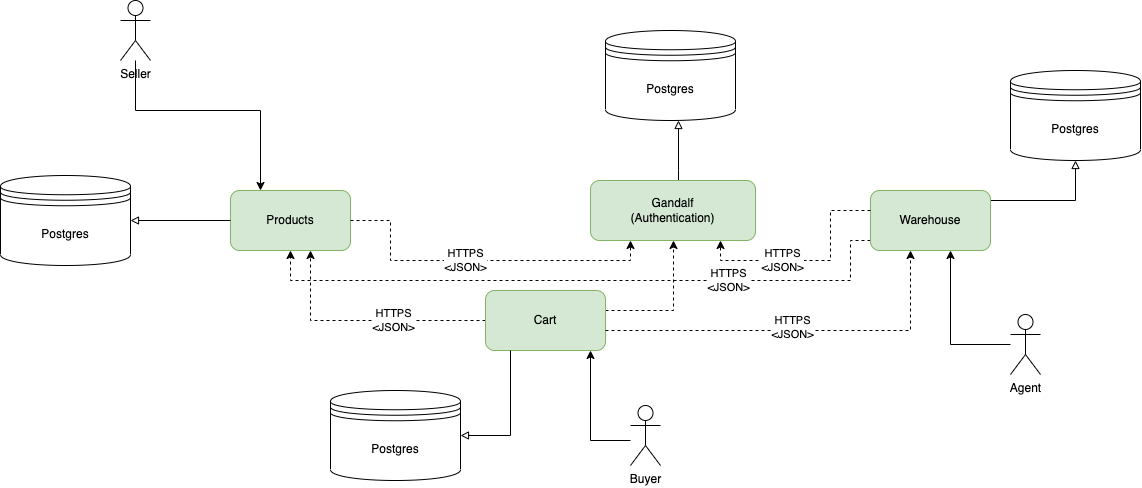 Seller
Postgres
Postgres
Postgres
Products
Gandalf
(Authentication)
Warehouse
HTTPS
<JSON>
HTTPS
<JSON>
HTTPS
<JSON>
HTTPS
<JSON>
Cart
HTTPS
<JSON>
Agent
Postgres
Buyer